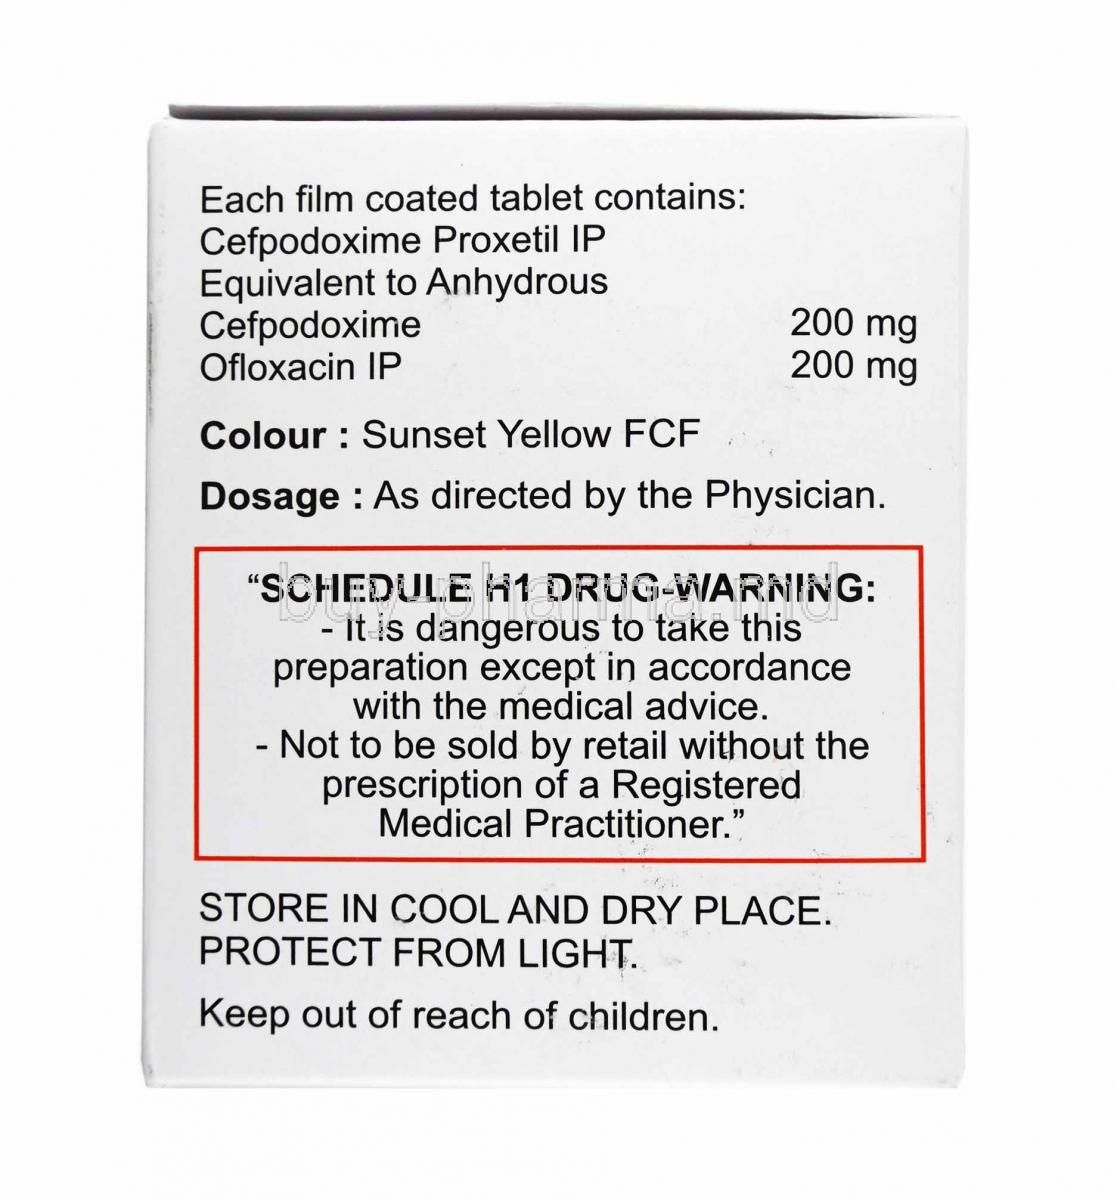 Each film coated tablet contains:
Cefpodoxime Proxetil IP
Equivalent to Anhydrous
Cefpodoxime 200 mg
Ofloxacin IP 200 mg
Colour : Sunset Yellow FCF
Dosage : As directed by the Physician.
“SCHEDULE H1 DRUG-WARNING:
buy-pharma.md
- It is dangerous to take this
preparation except in accordance
with the medical advice.
- Not to be sold by retail without the
prescription of a Registered
Medical Practitioner.”
STORE IN COOL AND DRY PLACE.
PROTECT FROM LIGHT.
Keep out of reach of children.